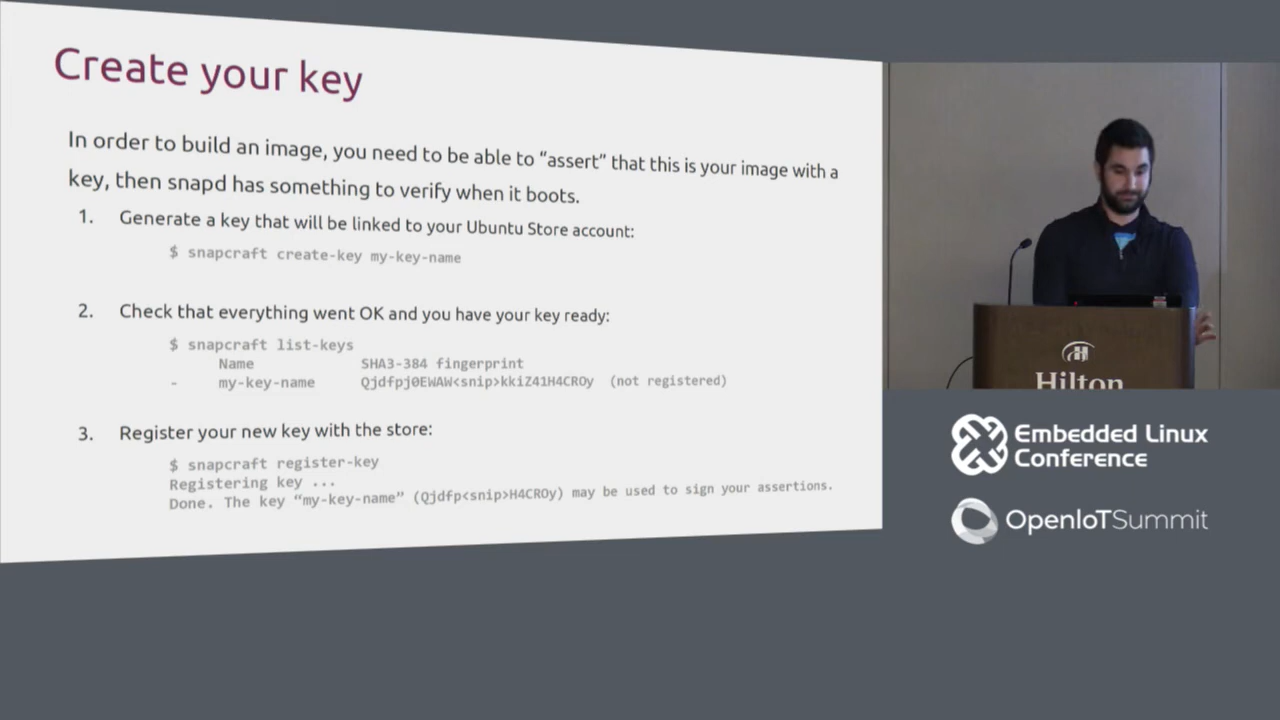 Create your key
In order to build an image, you need to be able to “assert” that this is your image with a
key, then snapd has something to verify when it boots.
1. Generate a key that will be linked to your Ubuntu Store account:
$ snapcraft create-key my-key-name
2. Check that everything went OK and you have your key ready:
$ snapcraft list-keys
Name SHA3-384 fingerprint
- my-key-name Qjdfpj0EWAW<snip>kkiZ41H4CROy (not registered)
3. Register your new key with the store:
$ snapcraft register-key
Registering key ...
Done. The key “my-key-name” (Qjdfp<snip>H4CROy) may be used to sign your assertions.
Hilton
Embedded Linux
Conference
OpenIoTSummit